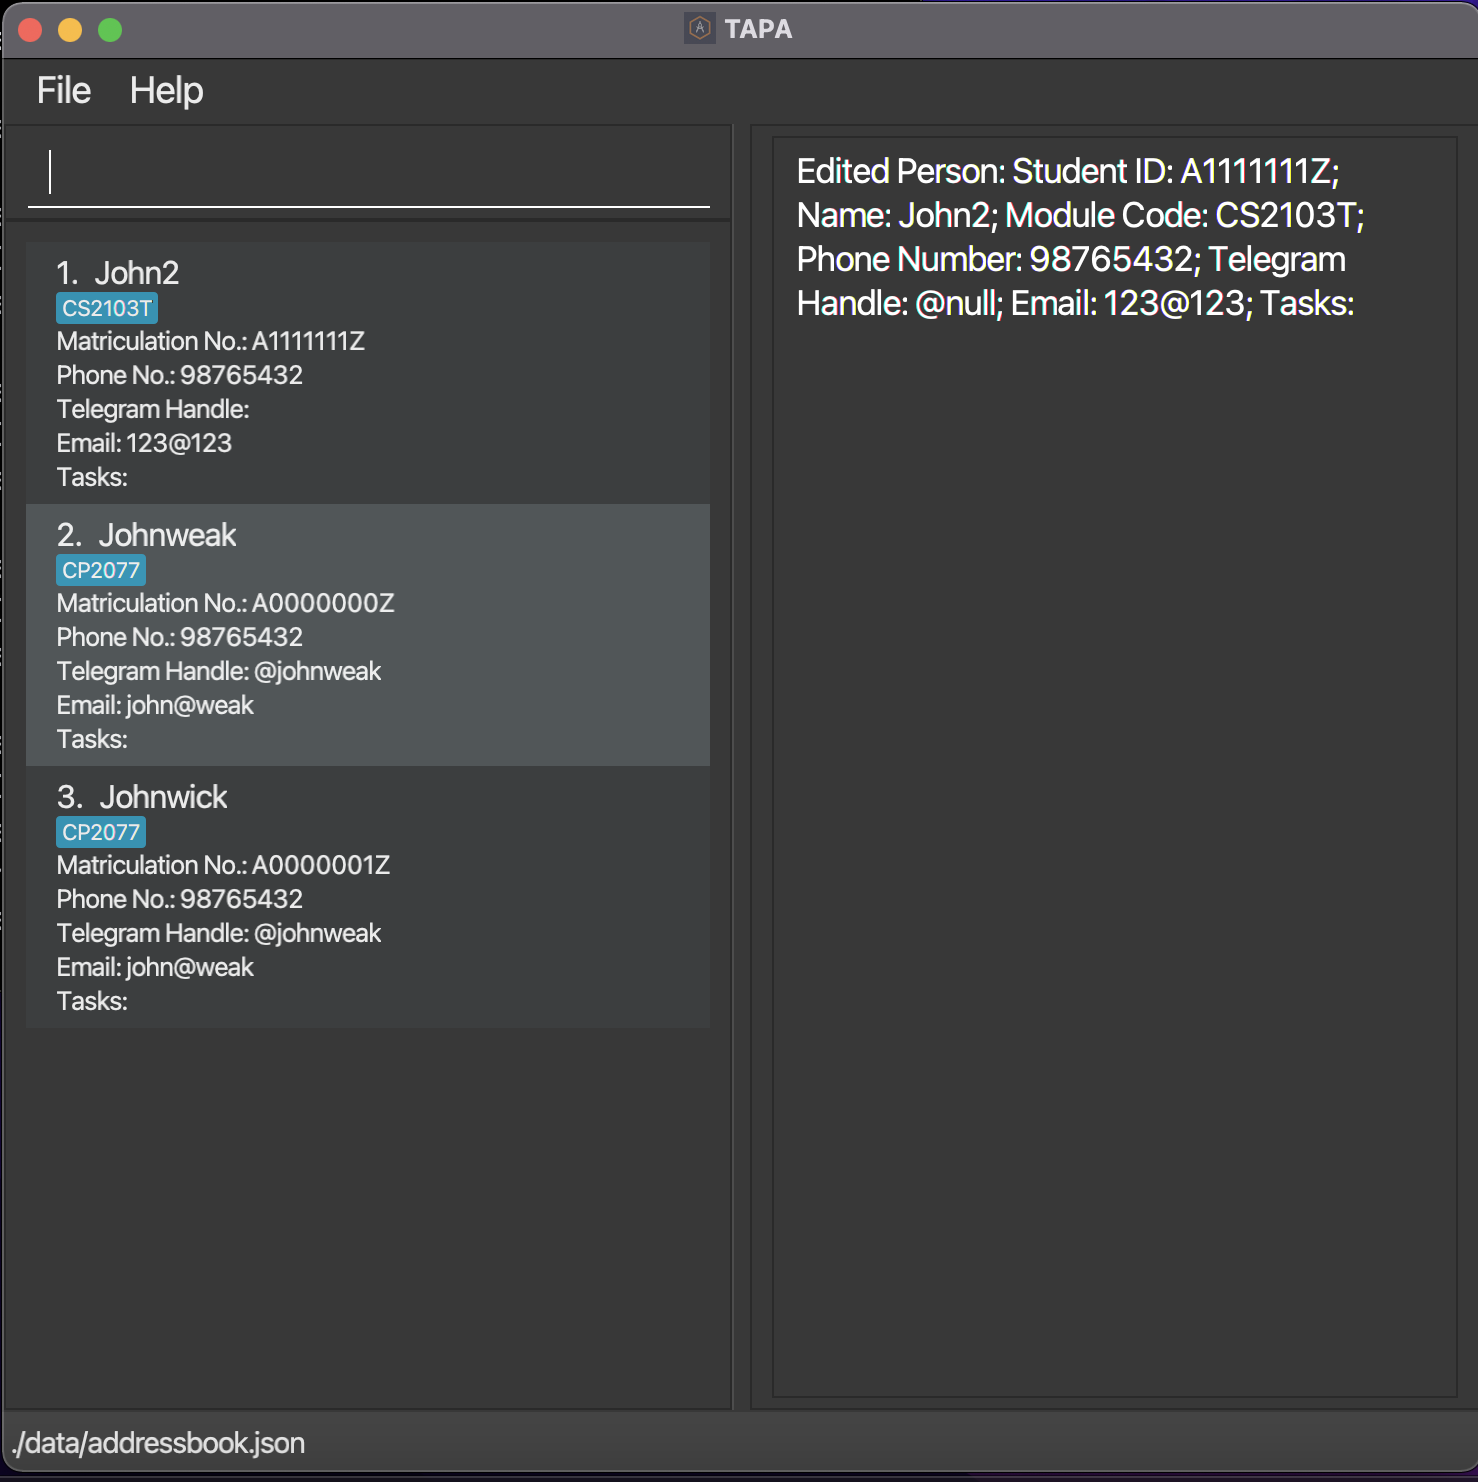 TAPA
File Help
1. John2
CS2103T
Matriculation No.: A1111111Z
Phone No.: 98765432
Telegram Handle:
Email: 123@123
Tasks:
2. Johnweak
CP2077
Matriculation No.: A0000000Z
Phone No.: 98765432
Telegram Handle: @johnweak
Email: john@weak
Tasks:
3. Johnwick
CP2077
Matriculation No.: A0000001Z
Phone No.: 98765432
Telegram Handle: @johnweak
Email: john@weak
Tasks:
Edited Person: Student ID: A1111111Z;
Name: John2; Module Code: CS2103T;
Phone Number: 98765432; Telegram
Handle: @null; Email: 123@123; Tasks:
./data/addressbook.json